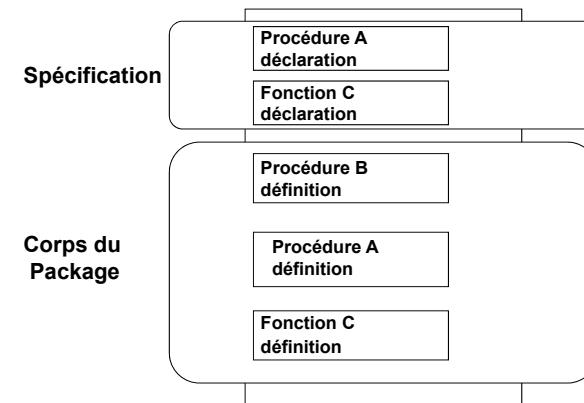 Spécification
Procédure A
déclaration
Fonction C
déclaration
Corps du
Package
Procédure B
définition
Procédure A
définition
Fonction C
définition